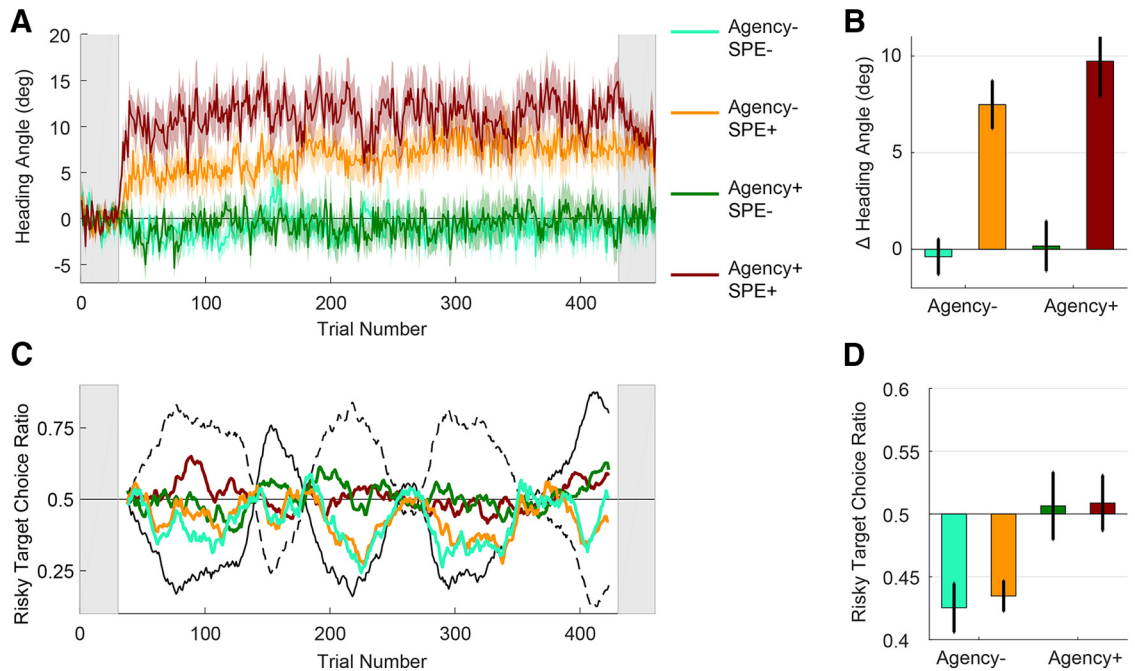 A
Heading Angle (deg)
20
15
10
5
0
-5
0
100
200
300
400
Trial Number
Agency-
SPE-
Agency-
SPE+
Agency+
SPE-
Agency+
SPE+
B
Δ Heading Angle (deg)
10
5
0
Agency-
Agency+
C
Risky Target Choice Ratio
0.75
0.5
0.25
0
100
200
300
400
Trial Number
D
Risky Target Choice Ratio
0.6
0.55
0.5
0.45
0.4
Agency-
Agency+